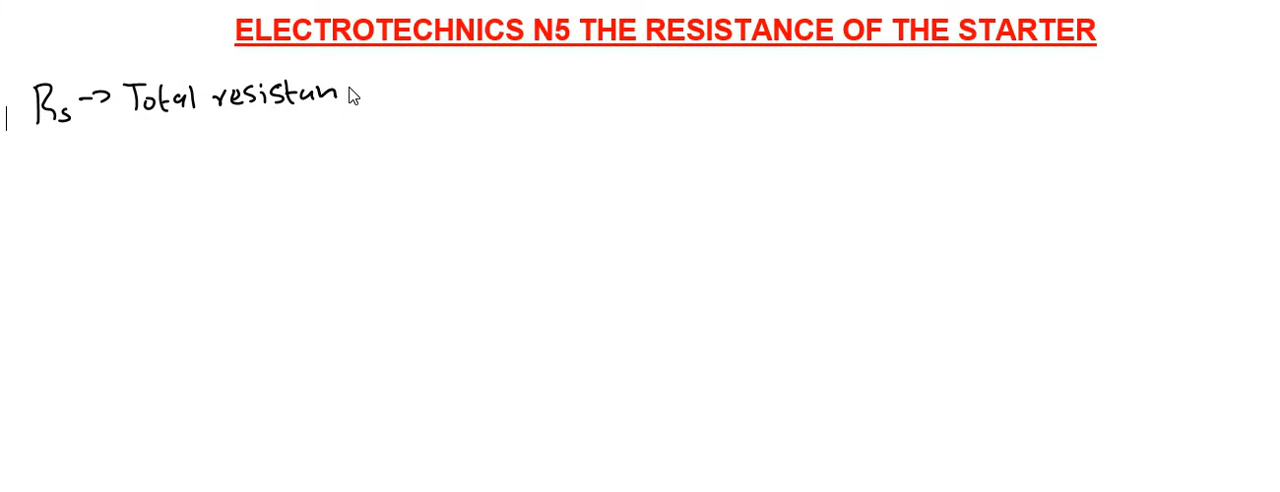 ELECTROTECHNICS N5 THE RESISTANCE OF THE STARTER
Rs -> Total resistan